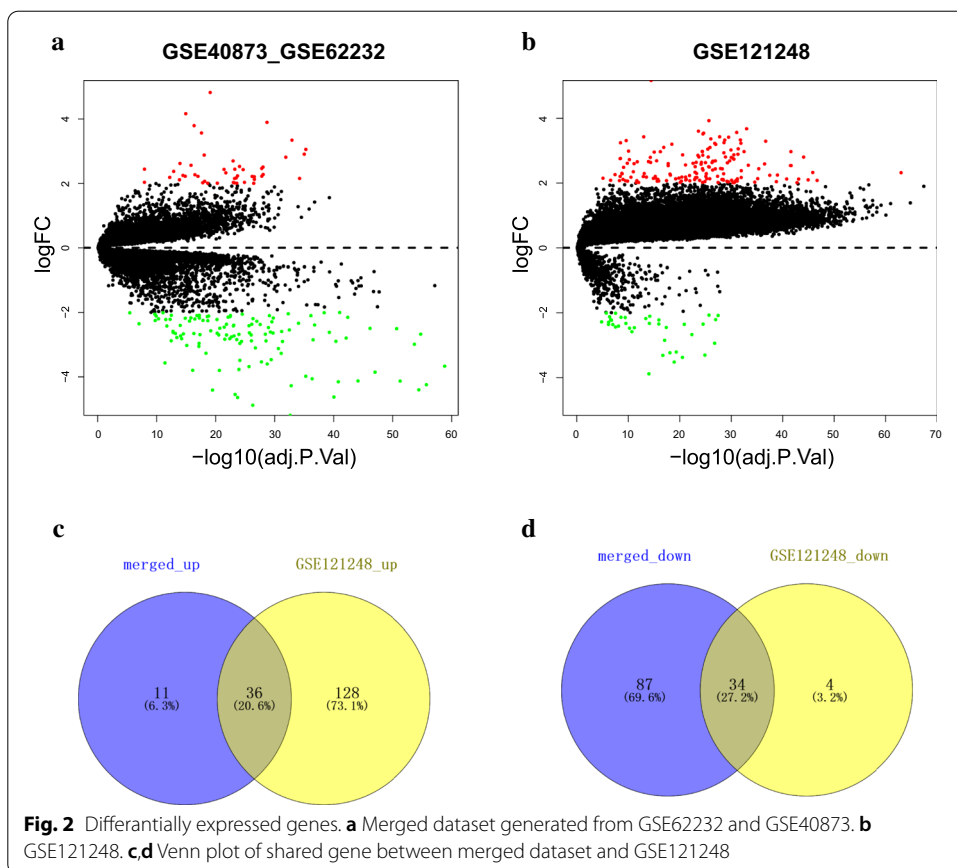 a
GSE40873_GSE62232
4
2
0
−2
−4
logFC
0 10 20 30 40 50 60
−log10(adj.P.Val)
b
GSE121248
4
2
0
−2
−4
logFC
0 10 20 30 40 50 60 70
−log10(adj.P.Val)
c
merged_up GSE121248_up
11 36 128
(6.3%) (20.6%) (73.1%)
d
merged_down GSE121248_down
87 34 4
(69.6%) (27.2%) (3.2%)
Fig. 2 Differantially expressed genes. a Merged dataset generated from GSE62232 and GSE40873. b
GSE121248. c,d Venn plot of shared gene between merged dataset and GSE121248